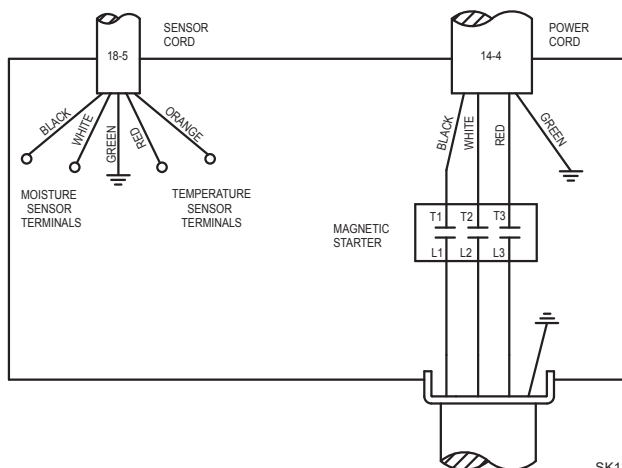 SENSOR
CORD
18-5
POWER
CORD
14-4
BLACK
WHITE
GREEN
RED
ORANGE
BLACK
WHITE
RED
GREEN
MOISTURE
SENSOR
TERMINALS
TEMPERATURE
SENSOR
TERMINALS
MAGNETIC
STARTER
T1 T2 T3
L1 L2 L3